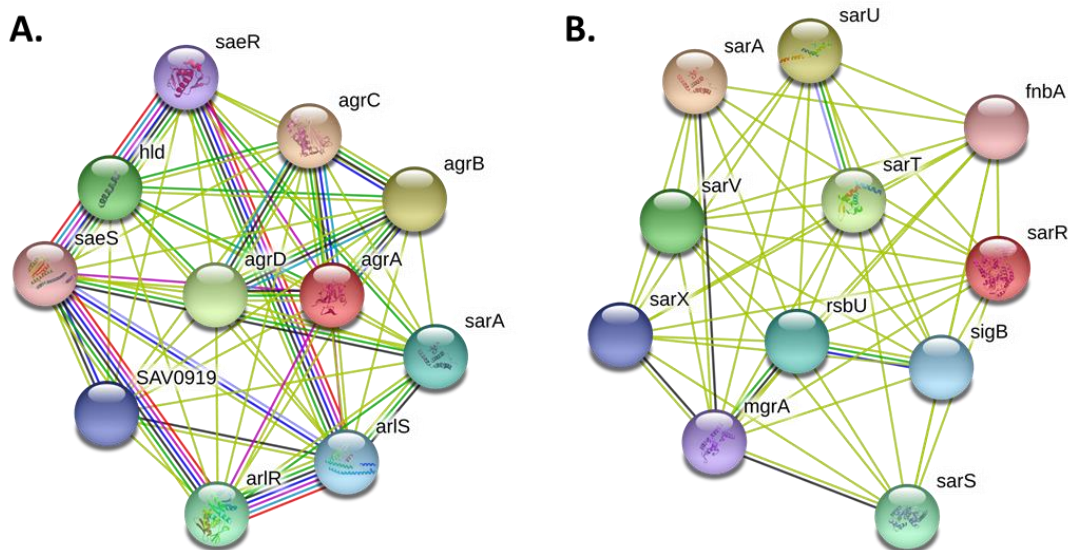 A.
saeR
agrC
hld
agrB
saeS
agrD
agrA
sarA
SAV0919
arlS
arlR
B.
sarU
sarA
fnbA
sarT
sarV
sarR
rsbU
sarX
sigB
mgrA
sarS